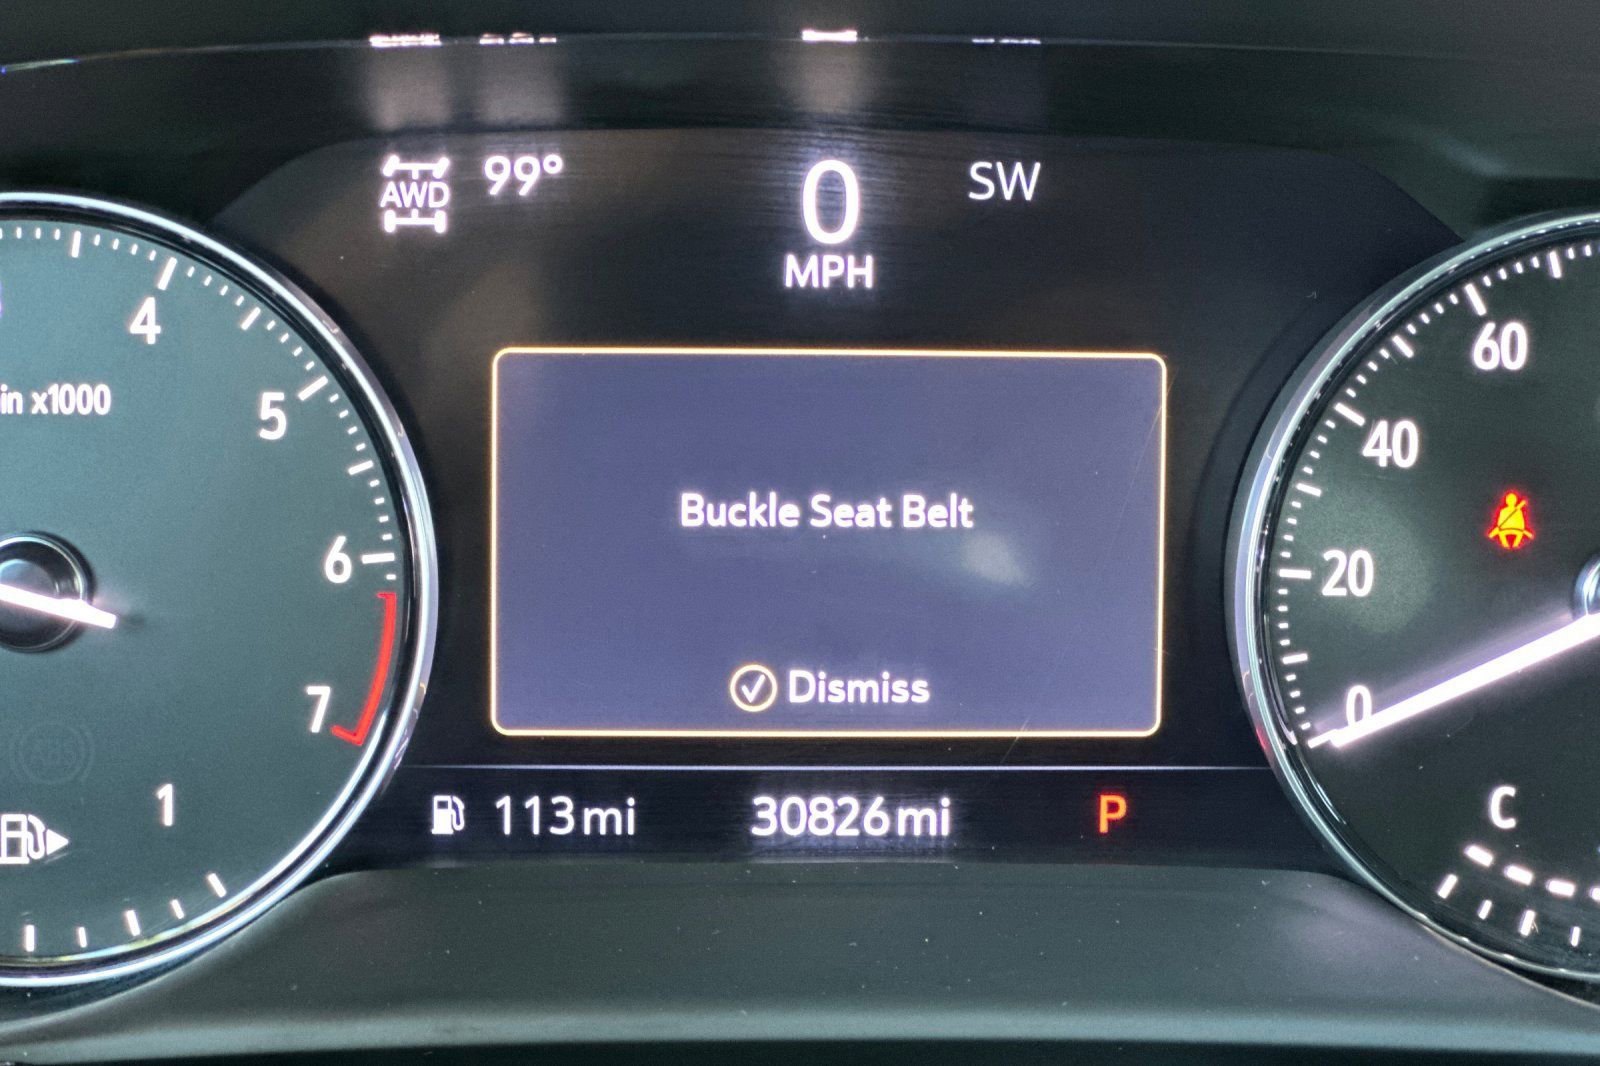 AWD 99° 0 SW
MPH
4
in x1000
5
6
7
1
60
40
20
0
C
Buckle Seat Belt
Dismiss
113mi 30826mi P